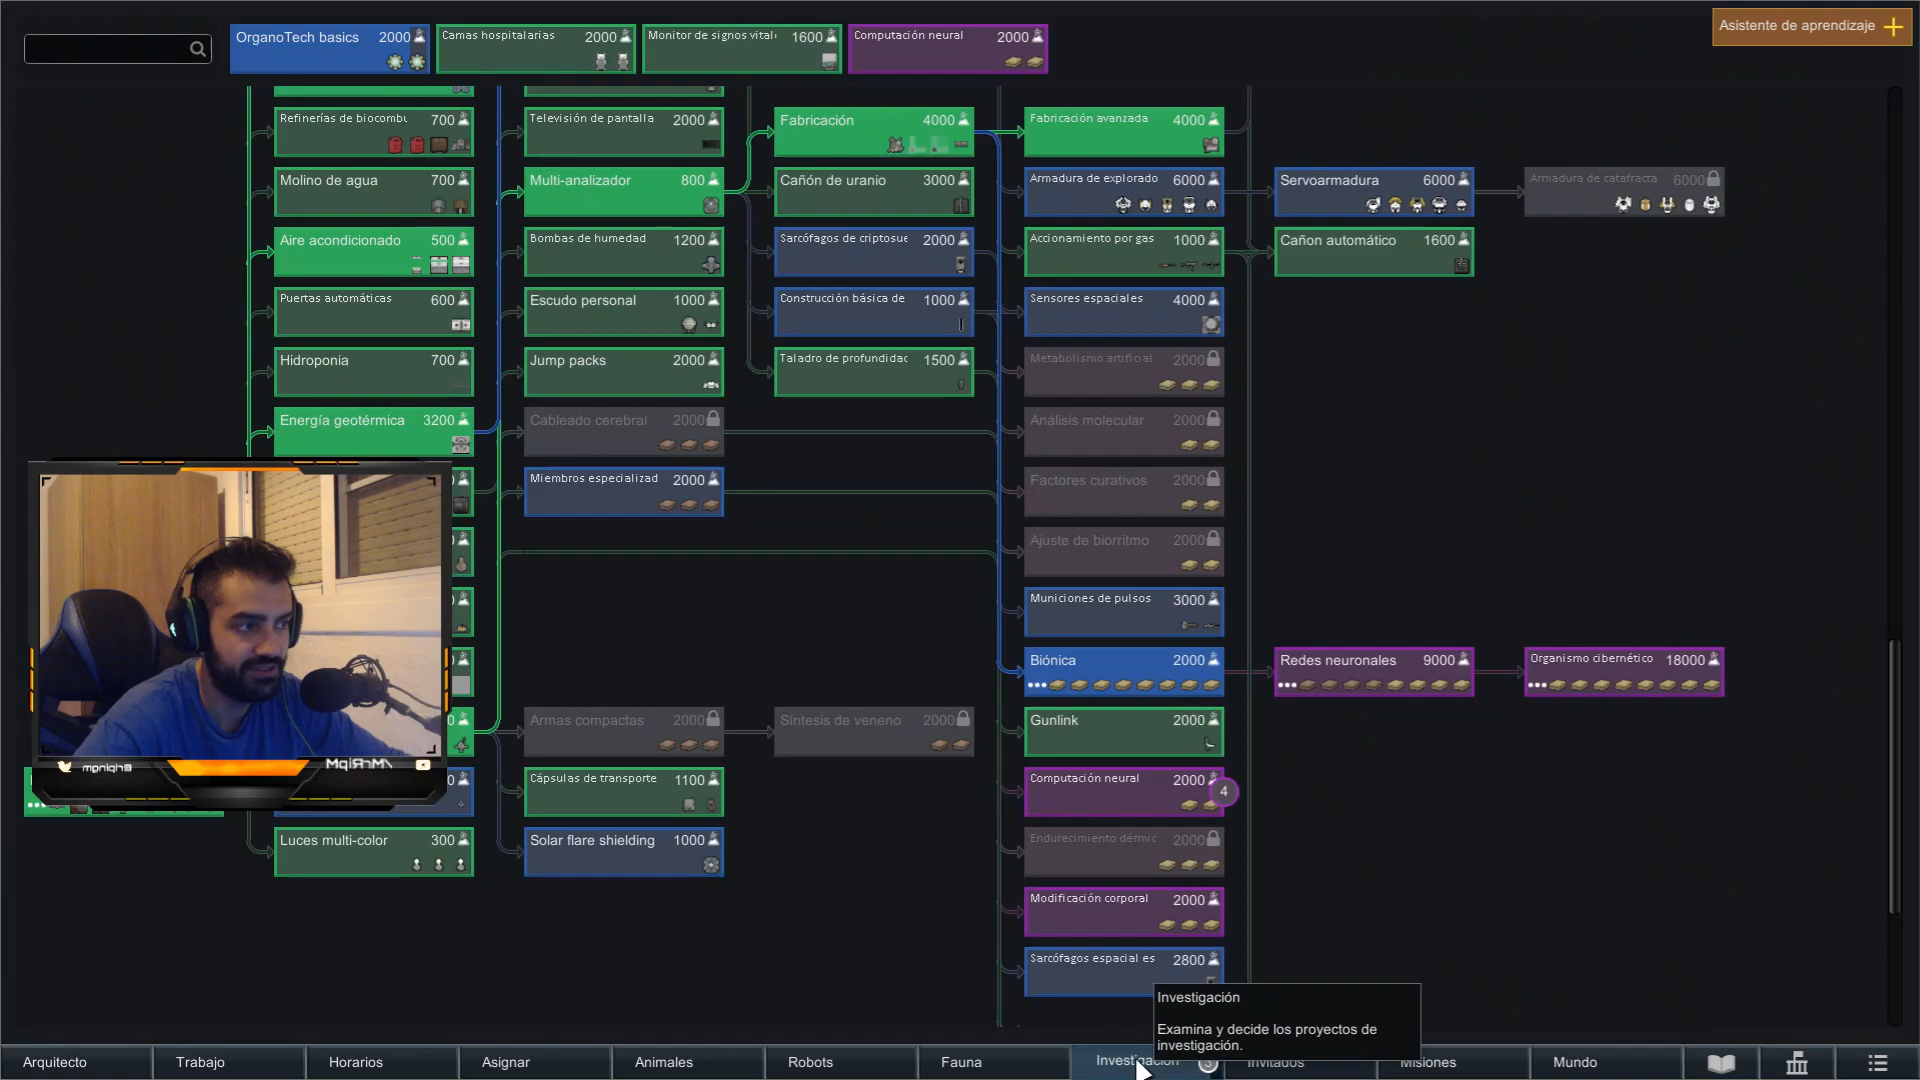 OrganoTech basics 2000
Camas hospitalarias 2000
Monitor de signos vital 1600
Computación neural 2000
Asistente de aprendizaje
Refinerías de biocombu 700
Televisión de pantalla 2000
Fabricación 4000
Fabricación avanzada 4000
Molino de agua 700
Multi-analizador 800
Cañón de uranio 3000
Armadura de explorado 6000
Servoarmadura 6000
Armadura de catafracta 6000
Aire acondicionado 500
Bombas de humedad 1200
Sarcófagos de criptosue 2000
Accionamiento por gas 1000
Cañon automático 1600
Puertas automáticas 600
Escudo personal 1000
Construcción básica de 1000
Sensores espaciales 4000
Hidroponia 700
Jump packs 2000
Taladro de profundidad 1500
Metabolismo artificial 2000
Energía geotérmica 3200
Cableado cerebral 2000
Análisis molecular 2000
Miembros especializad 2000
Factores curativos 2000
Ajuste de biorritmo 2000
Municiones de pulsos 3000
Biónica 2000
Redes neuronales 9000
Organismo cibernético 18000
Armas compactas 2000
Síntesis de veneno 2000
Gunlink 2000
Cápsulas de transporte 1100
Computación neural 2000
4
Luces multi-color 300
Solar flare shielding 1000
Endurecimiento dérmic 2000
Modificación corporal 2000
Sarcófagos espacial es 2800
Investigación
Examina y decide los proyectos de
investigación.
Arquitecto
Trabajo
Horarios
Asignar
Animales
Robots
Fauna
Investigación
3
Invitados
Misiones
Mundo